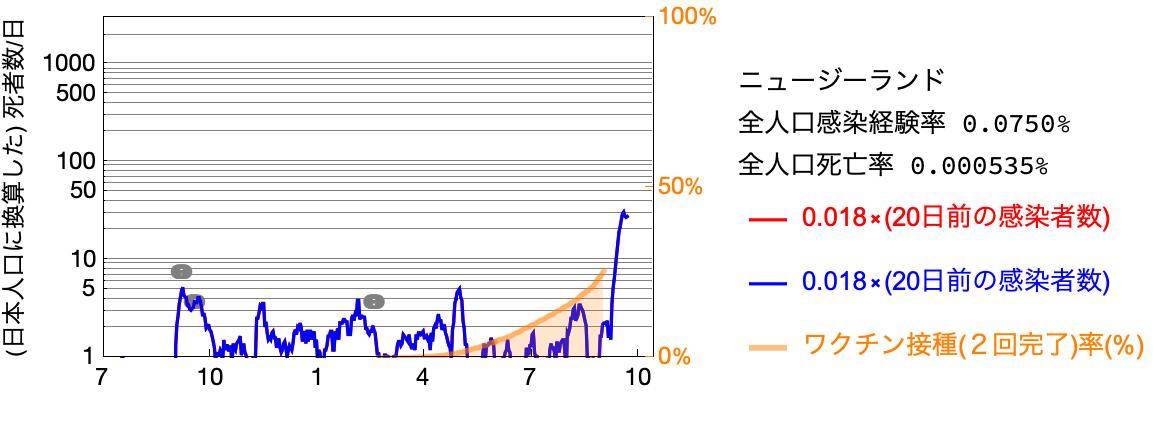 (日本人口に換算した) 死者数/日
1000
500
100
50
10
5
1
7 10 1 4 7 10
100%
50%
0%
ニュージーランド
全人口感染経験率 0.0750%
全人口死亡率 0.000535%
0.018×(20日前の感染者数)
0.018×(20日前の感染者数)
ワクチン接種(２回完了)率(%)